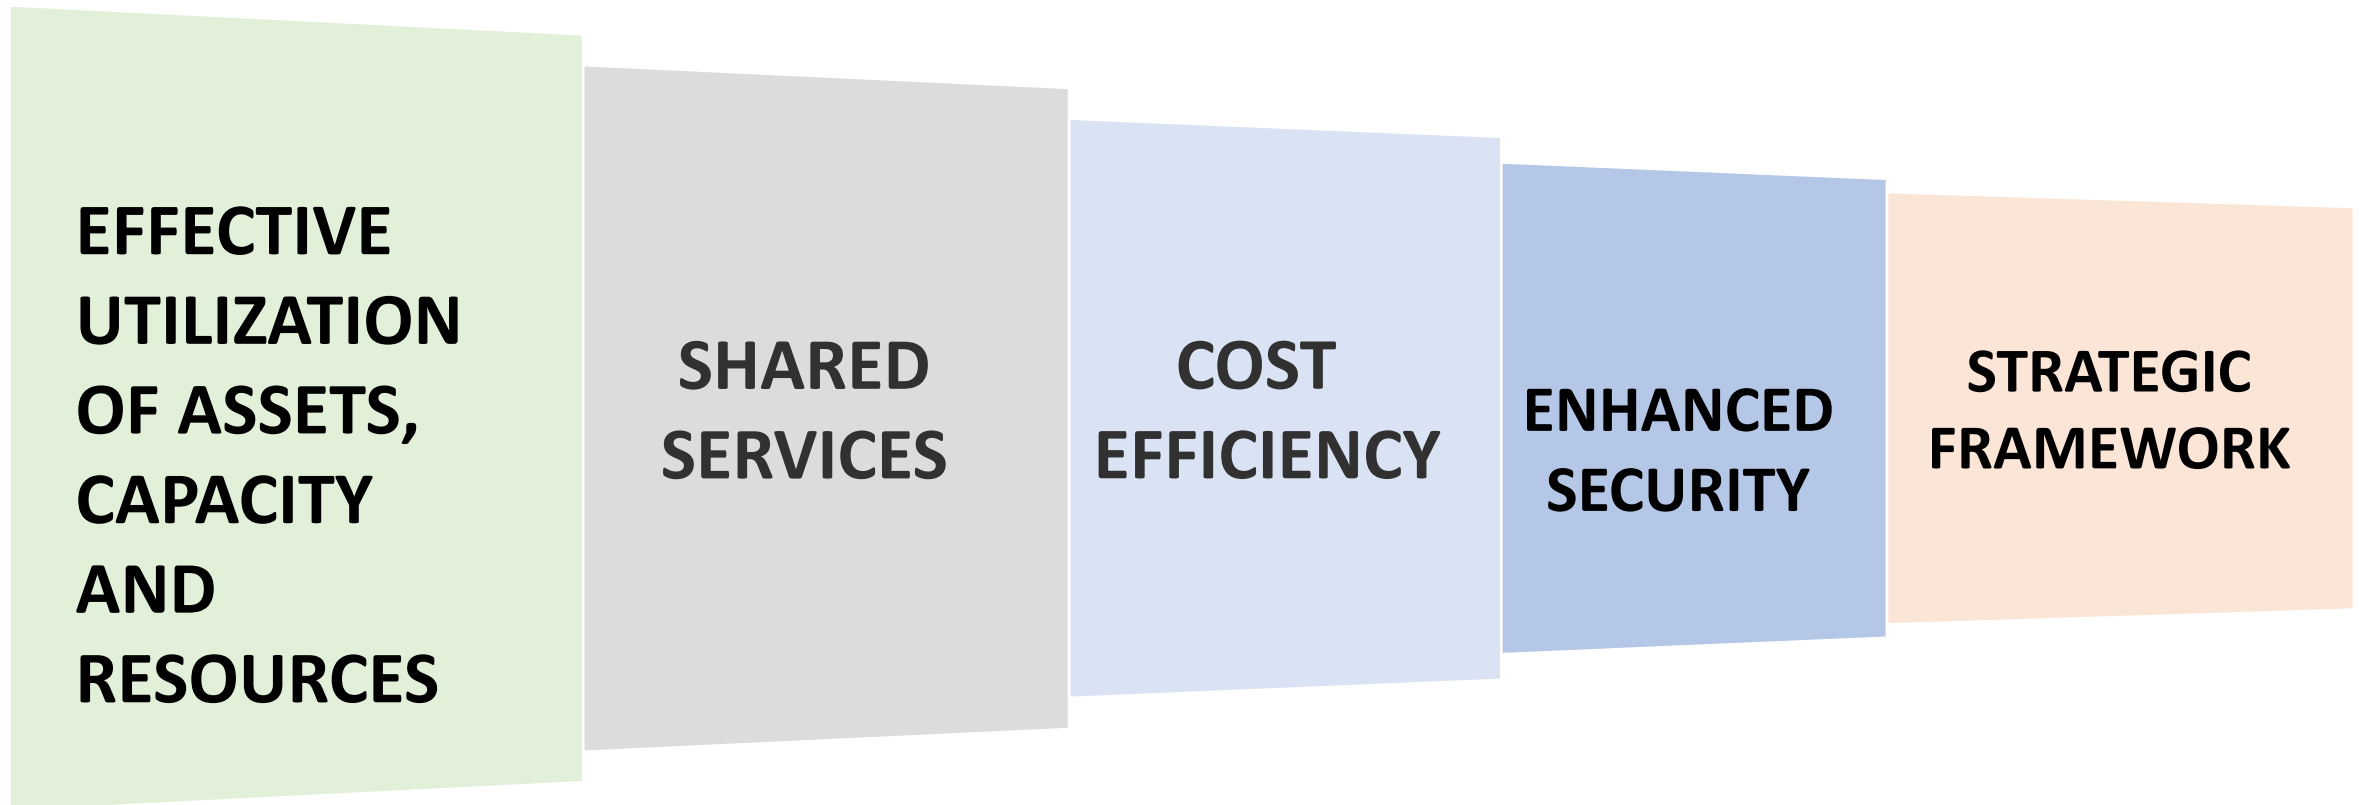 EFFECTIVE
UTILIZATION
OF ASSETS,
CAPACITY
AND
RESOURCES
SHARED
SERVICES
COST
EFFICIENCY
ENHANCED
SECURITY
STRATEGIC
FRAMEWORK